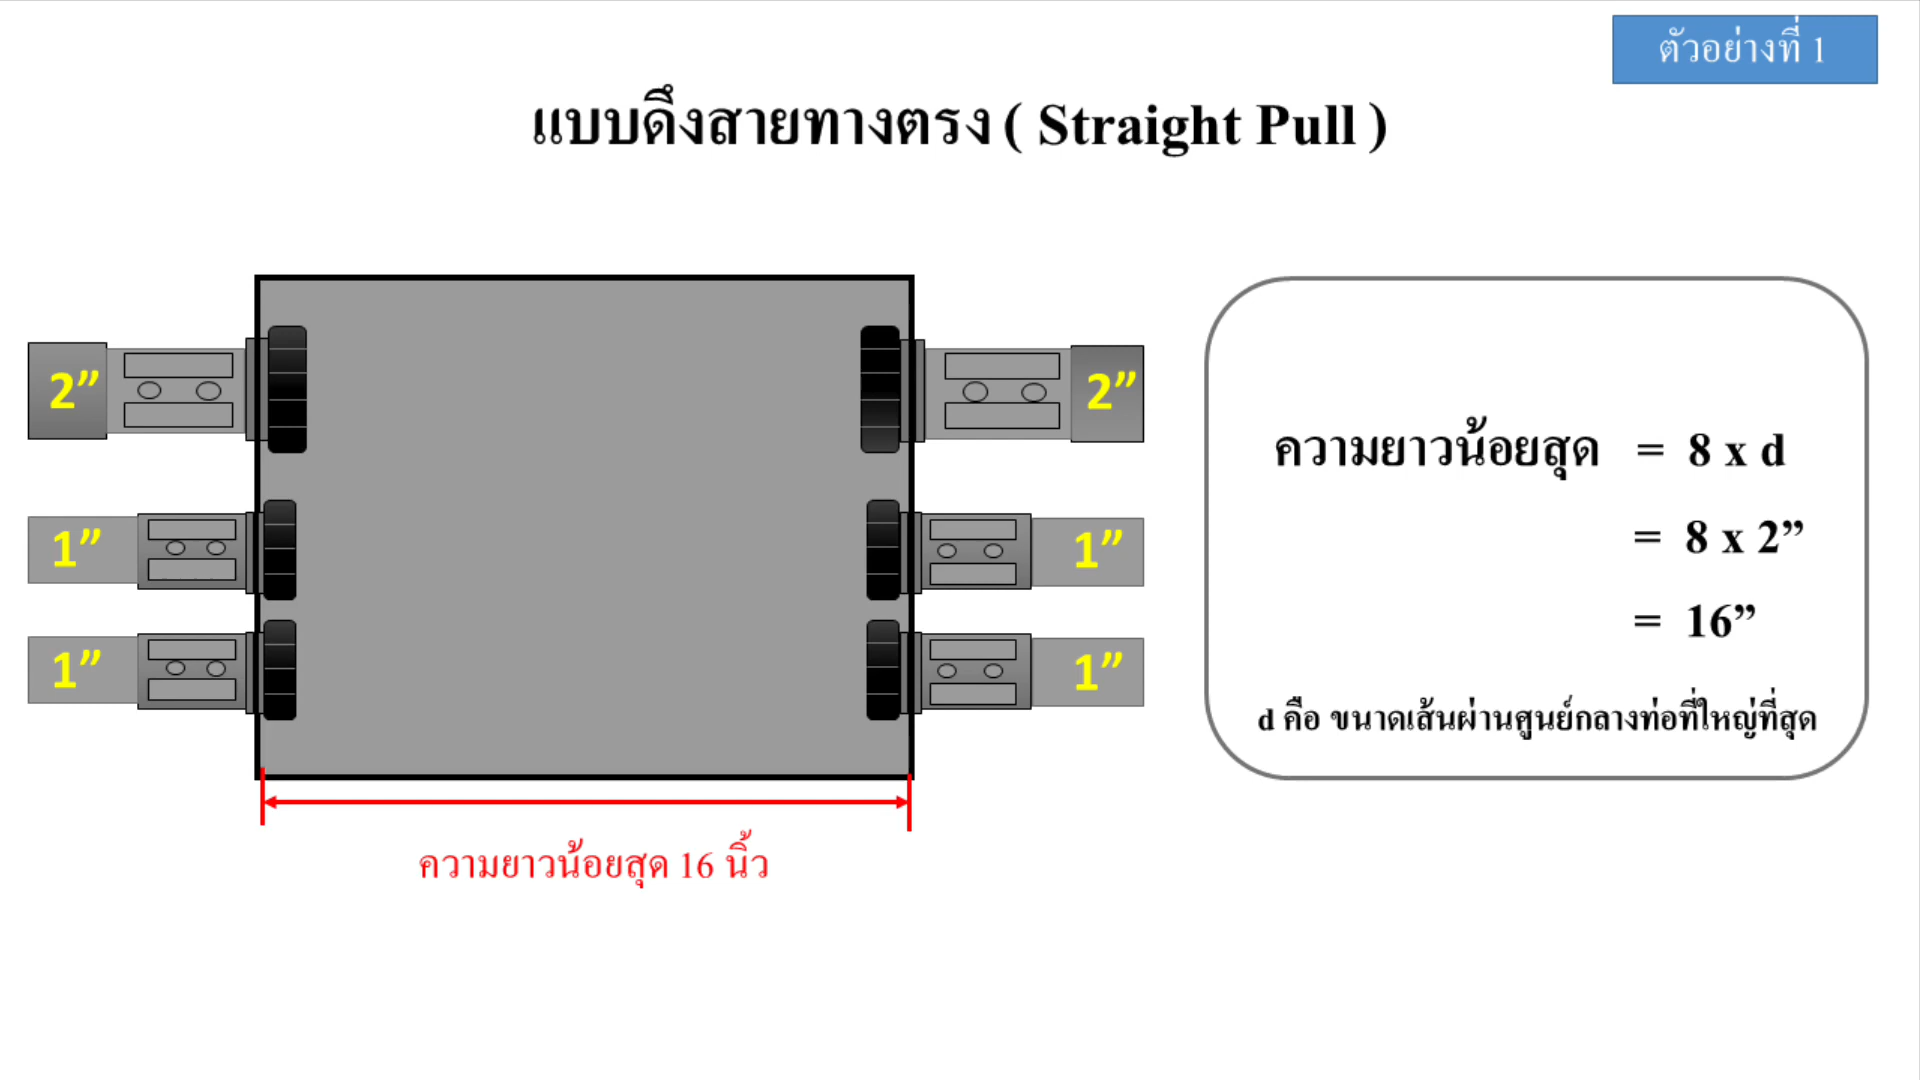 ตัวอย่างที่ 1
แบบดึงสายทางตรง ( Straight Pull )
2”
2”
1”
1”
1”
1”
ความยาวน้อยสุด 16 นิ้ว
ความยาวน้อยสุด = 8 x d
= 8 x 2”
= 16”
d คือ ขนาดเส้นผ่านศูนย์กลางท่อที่ใหญ่ที่สุด